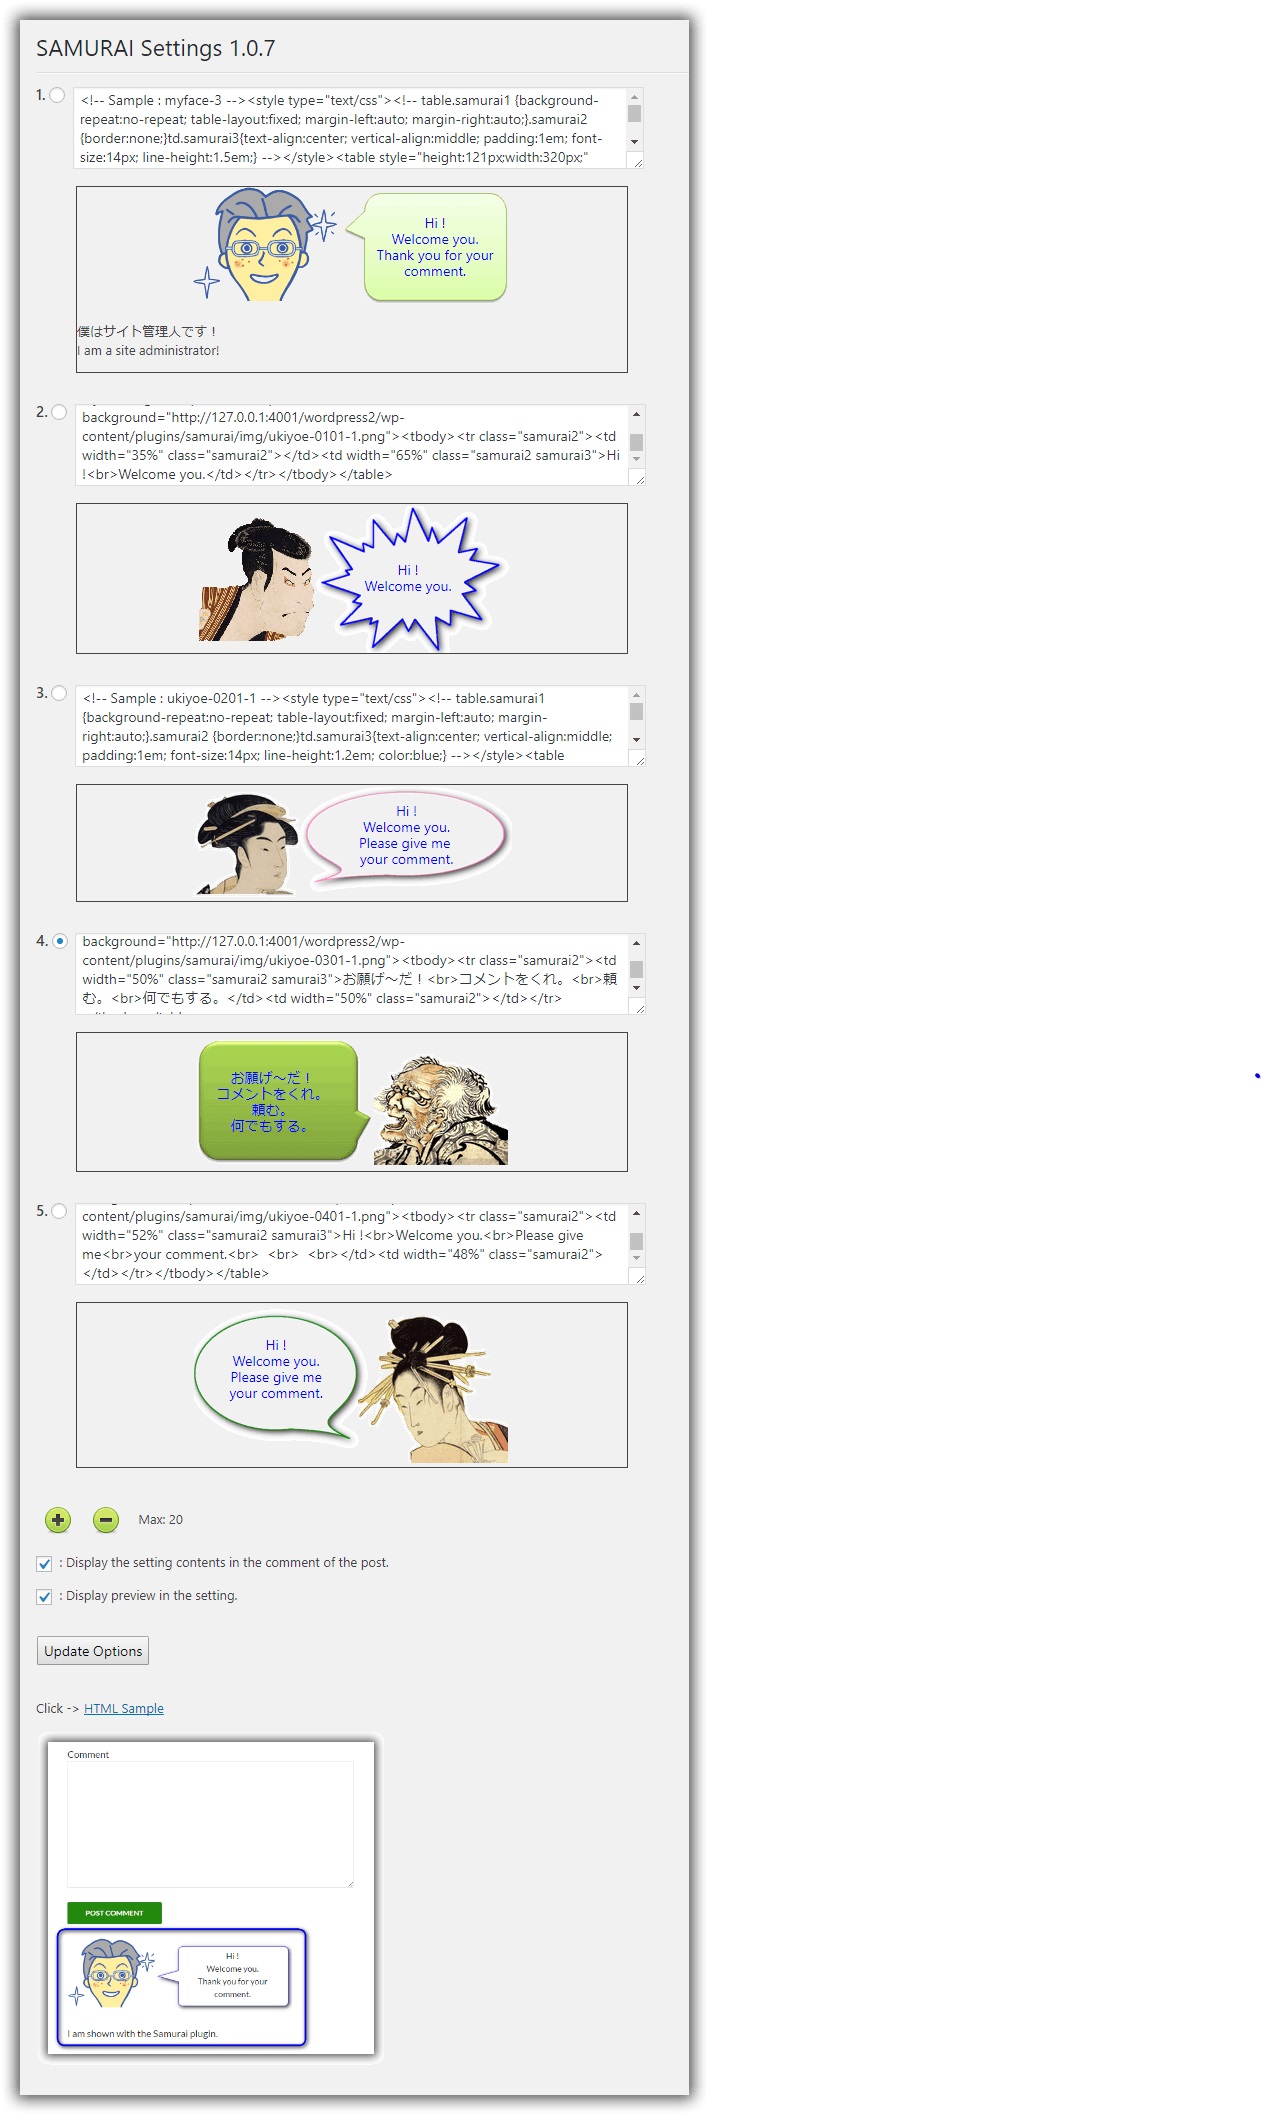 SAMURAI Settings 1.0.7
1.
<!-- Sample : myface-3 --><style type="text/css"><!-- table.samurai1 {background-
repeat:no-repeat; table-layout:fixed; margin-left:auto; margin-right:auto;}.samurai2
{border:none;}td.samurai3{text-align:center; vertical-align:middle; padding:1em; font-
size:14px; line-height:1.5em;} --></style><table style="height:121px;width:320px;"
Hi !
Welcome you.
Thank you for your
comment.
僕はサイト管理人です！
I am a site administrator!
2.
background="http://127.0.0.1:4001/wordpress2/wp-
content/plugins/samurai/img/ukiyoe-0101-1.png"><tbody><tr class="samurai2"><td
width="35%" class="samurai2"></td><td width="65%" class="samurai2 samurai3">Hi
!<br>Welcome you.</td></tr></tbody></table>
Hi !
Welcome you.
3.
<!-- Sample : ukiyoe-0201-1 --><style type="text/css"><!-- table.samurai1
{background-repeat:no-repeat; table-layout:fixed; margin-left:auto; margin-
right:auto;}.samurai2 {border:none;}td.samurai3{text-align:center; vertical-align:middle;
padding:1em; font-size:14px; line-height:1.2em; color:blue;} --></style><table
Hi !
Welcome you.
Please give me
your comment.
4.
background="http://127.0.0.1:4001/wordpress2/wp-
content/plugins/samurai/img/ukiyoe-0301-1.png"><tbody><tr class="samurai2"><td
width="50%" class="samurai2 samurai3">お願げ～だ！<br>コメントをくれ。<br>頼
む。<br>何でもする。</td><td width="50%" class="samurai2"></td></tr>
お願げ～だ！
コメントをくれ。
頼む。
何でもする。
5.
content/plugins/samurai/img/ukiyoe-0401-1.png"><tbody><tr class="samurai2"><td
width="52%" class="samurai2 samurai3">Hi !<br>Welcome you.<br>Please give
me<br>your comment.<br>  <br>  <br></td><td width="48%" class="samurai2">
</td></tr></tbody></table>
Hi !
Welcome you.
Please give me
your comment.
Max: 20
: Display the setting contents in the comment of the post.
: Display preview in the setting.
Update Options
Click -> HTML Sample
Comment
POST COMMENT
Hi !
Welcome you.
Thank you for your
comment.
I am shown with the Samurai plugin.